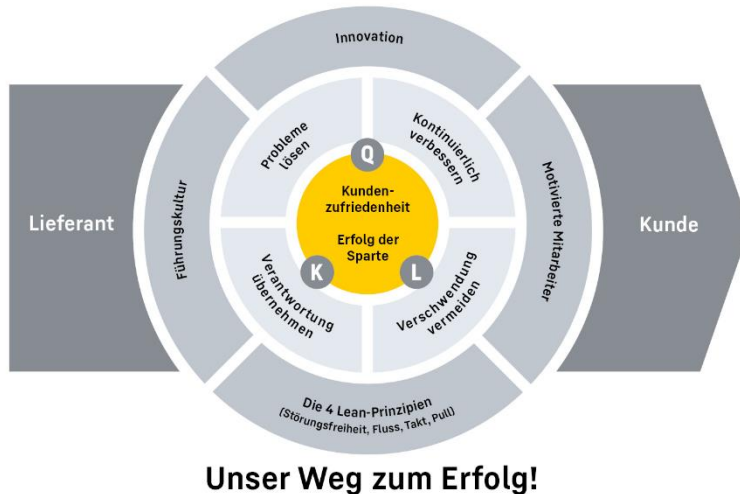 Innovation
Probleme
lösen
Kontinuierlich
verbessern
Q
Kunden-
zufriedenheit
Erfolg der
Sparte
Lieferant
Führungskultur
Motivierte Mitarbeiter
Kunde
K
L
Verantwortung
übernehmen
Verschwendung
vermeiden
Die 4 Lean-Prinzipien
(Störungsfreiheit, Fluss, Takt, Pull)
Unser Weg zum Erfolg!